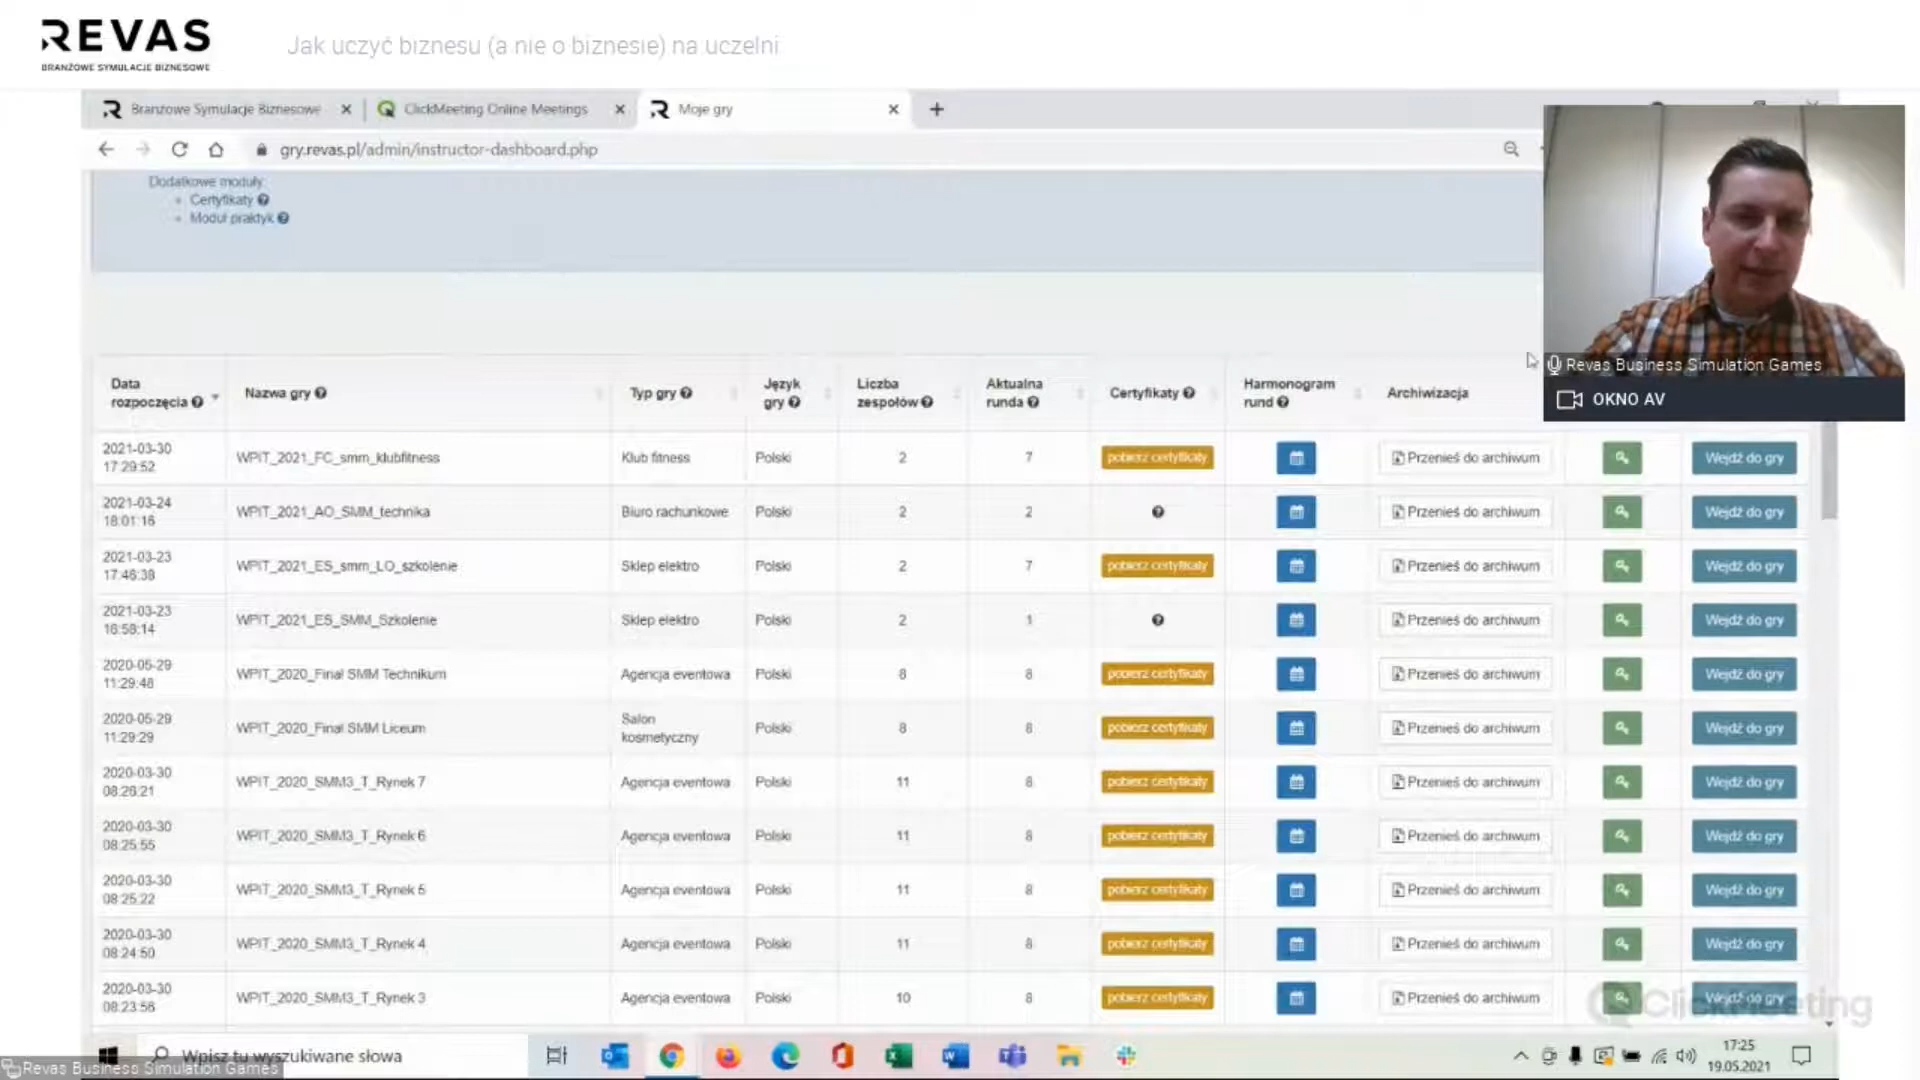 REVAS
BRANŻOWE SYMULACJE BIZNESOWE
Jak uczyć biznesu (a nie o biznesie) na uczelni
Branżowe Symulacje Biznesowe
ClickMeeting Online Meetings
Moje gry
gry.revas.pl/admin/instructor-dashboard.php
Dodatkowe moduły:
Certyfikaty
Moduł praktyk
Revas Business Simulation Games
OKNO AV
Data rozpoczęcia Nazwa gry Typ gry Język gry Liczba zespołów Aktualna runda Certyfikaty Harmonogram rund Archiwizacja
2021-03-30 17:29:52 WPIT_2021_FC_smm_klubfitness Klub fitness Polski 2 7 pobierz certyfikaty Przenieś do archiwum Wejdź do gry
2021-03-24 18:01:16 WPIT_2021_AO_SMM_technika Biuro rachunkowe Polski 2 2 Przenieś do archiwum Wejdź do gry
2021-03-23 17:46:38 WPIT_2021_ES_smm_LO_szkolenie Sklep elektro Polski 2 7 pobierz certyfikaty Przenieś do archiwum Wejdź do gry
2021-03-23 16:58:14 WPIT_2021_ES_SMM_Szkolenie Sklep elektro Polski 2 1 Przenieś do archiwum Wejdź do gry
2020-05-29 11:29:48 WPIT_2020_Final SMM Technikum Agencja eventowa Polski 8 8 pobierz certyfikaty Przenieś do archiwum Wejdź do gry
2020-05-29 11:29:29 WPIT_2020_Final SMM Liceum Salon kosmetyczny Polski 8 8 pobierz certyfikaty Przenieś do archiwum Wejdź do gry
2020-03-30 08:26:21 WPIT_2020_SMM3_T_Rynek 7 Agencja eventowa Polski 11 8 pobierz certyfikaty Przenieś do archiwum Wejdź do gry
2020-03-30 08:25:55 WPIT_2020_SMM3_T_Rynek 6 Agencja eventowa Polski 11 8 pobierz certyfikaty Przenieś do archiwum Wejdź do gry
2020-03-30 08:25:22 WPIT_2020_SMM3_T_Rynek 5 Agencja eventowa Polski 11 8 pobierz certyfikaty Przenieś do archiwum Wejdź do gry
2020-03-30 08:24:50 WPIT_2020_SMM3_T_Rynek 4 Agencja eventowa Polski 11 8 pobierz certyfikaty Przenieś do archiwum Wejdź do gry
2020-03-30 08:23:56 WPIT_2020_SMM3_T_Rynek 3 Agencja eventowa Polski 10 8 pobierz certyfikaty Przenieś do archiwum Wejdź do gry
ClickMeeting
Wpisz tu wyszukiwane słowa
17:25
19.05.2021
Revas Business Simulation Games